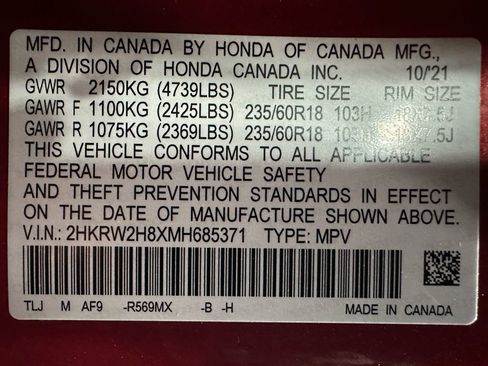 MFD. IN CANADA BY HONDA OF CANADA MFG.,
A DIVISION OF HONDA CANADA INC. 10/'21
GVWR 2150KG (4739LBS) TIRE SIZE RIM SIZE
GAWR F 1100KG (2425LBS) 235/60R18 103H
GAWR R 1075KG (2369LBS) 235/60R18
THIS VEHICLE CONFORMS TO ALL APPLICABLE
FEDERAL MOTOR VEHICLE SAFETY
AND THEFT PREVENTION STANDARDS IN EFFECT
ON THE DATE OF MANUFACTURE SHOWN ABOVE.
V.I.N.: 2HKRW2H8XMH685371 TYPE: MPV
TLJ M AF9 -R569MX -B -H MADE IN CANADA